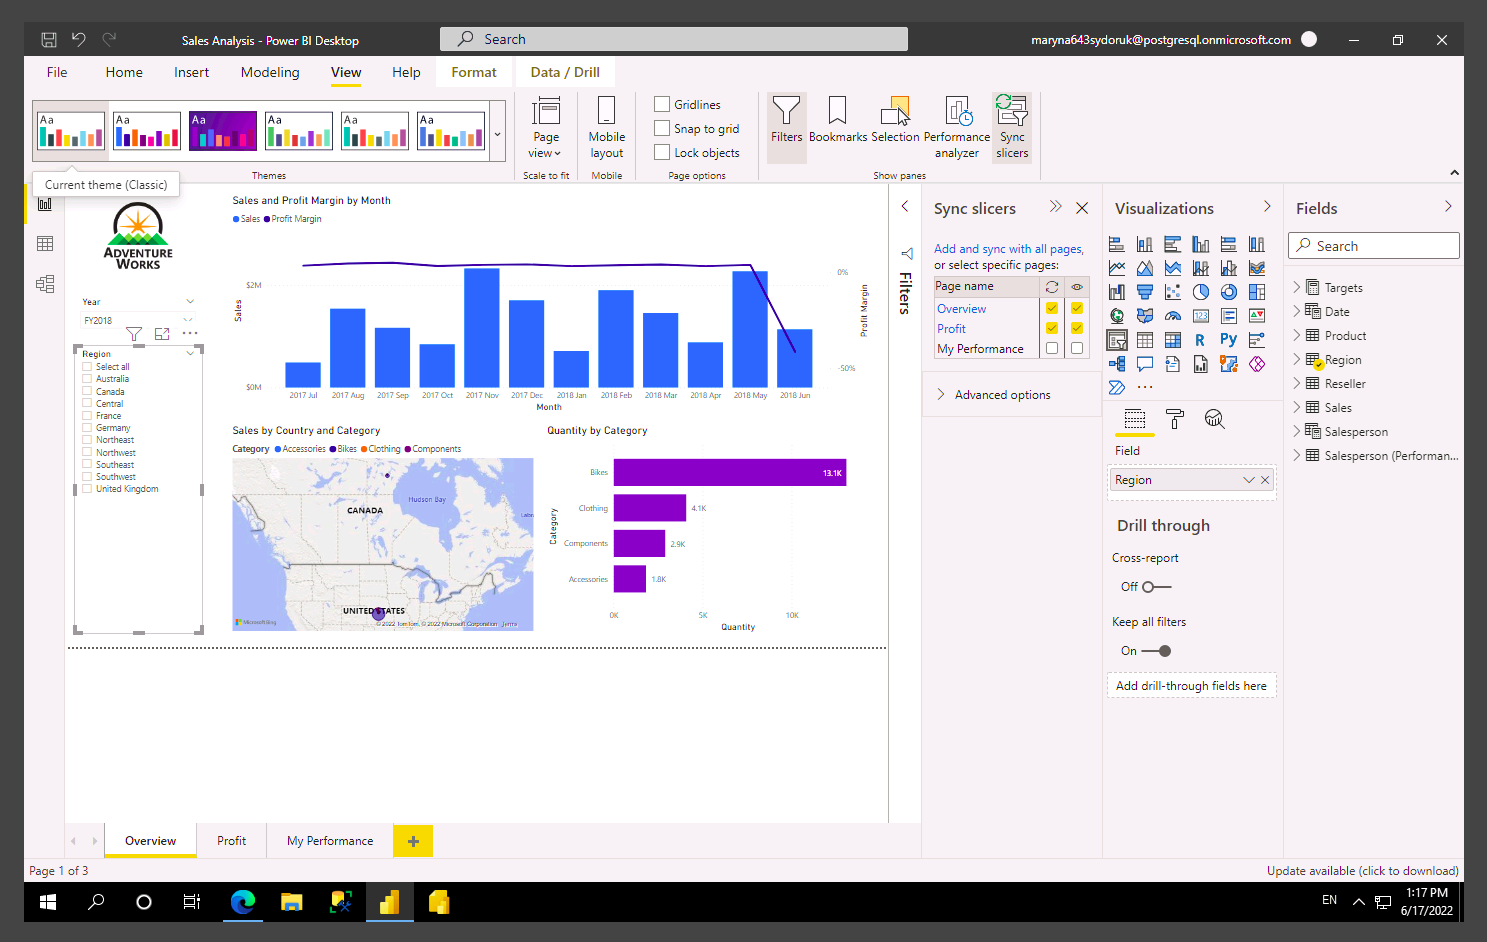 Sales Analysis - Power BI Desktop
Search
maryna643sydoruk@postgresql.onmicrosoft.com
File Home Insert Modeling View Help Format Data / Drill
Aa Aa Aa Aa Aa Aa
Themes
Page view
Scale to fit
Mobile layout
Mobile
Gridlines
Snap to grid
Lock objects
Page options
Filters
Bookmarks
Selection
Performance analyzer
Sync slicers
Show panes
Current theme (Classic)
ADVENTURE
WORKS
Year
FY2018
Region
Select all
Australia
Canada
Central
France
Germany
Northeast
Northwest
Southeast
Southwest
United Kingdom
Sales and Profit Margin by Month
Sales Profit Margin
$2M
$0M
Sales
0%
-50%
Profit Margin
2017 Jul 2017 Aug 2017 Sep 2017 Oct 2017 Nov 2017 Dec 2018 Jan 2018 Feb 2018 Mar 2018 Apr 2018 May 2018 Jun
Month
Sales by Country and Category
Category Accessories Bikes Clothing Components
Hudson Bay
CANADA
UNITED STATES
Microsoft Bing
© 2022 TomTom, © 2022 Microsoft Corporation Terms
Quantity by Category
Category
Bikes 13.1K
Clothing 4.1K
Components 2.9K
Accessories 1.8K
0K 5K 10K
Quantity
Filters
Sync slicers
Add and sync with all pages,
or select specific pages:
Page name
Overview
Profit
My Performance
Advanced options
Visualizations
123
R
Py
Field
Region
Drill through
Cross-report
Off
Keep all filters
On
Add drill-through fields here
Fields
Search
Targets
Date
Product
Region
Reseller
Sales
Salesperson
Salesperson (Performan...
Overview Profit My Performance
Page 1 of 3
Update available (click to download)
EN
1:17 PM
6/17/2022